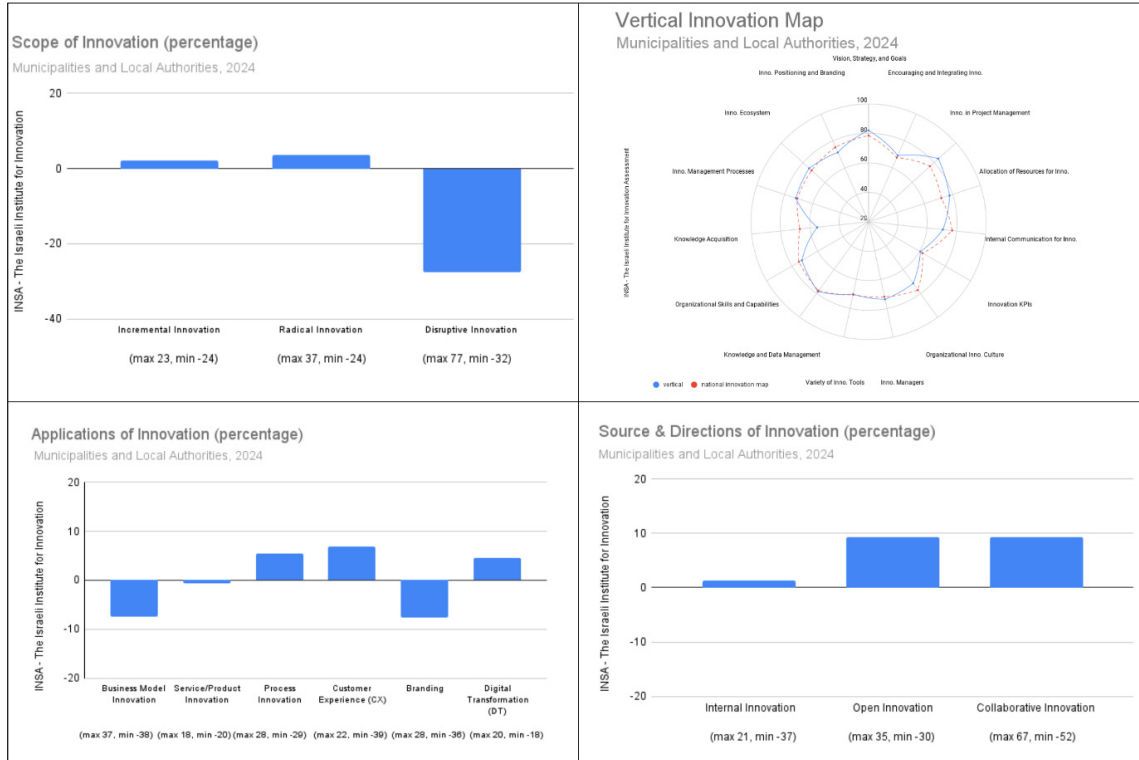 Scope of Innovation (percentage)
Municipalities and Local Authorities, 2024
INSA - The Israeli Institute for Innovation
20
0
-20
-40
Incremental Innovation
Radical Innovation
Disruptive Innovation
(max 23, min -24)
(max 37, min -24)
(max 77, min -32)
Vertical Innovation Map
Municipalities and Local Authorities, 2024
Vision, Strategy, and Goals
Inno. Positioning and Branding
Encouraging and Integrating Inno.
Inno. Ecosystem
Inno. in Project Management
Inno. Management Processes
Allocation of Resources for Inno.
Knowledge Acquisition
Internal Communication for Inno.
Organizational Skills and Capabilities
Innovation KPIs
Knowledge and Data Management
Organizational Inno. Culture
Variety of Inno. Tools
Inno. Managers
100
80
60
40
20
INSA - The Israeli Institute for Innovation Assessment
vertical
national innovation map
Applications of Innovation (percentage)
Municipalities and Local Authorities, 2024
INSA - The Israeli Institute for Innovation
20
10
0
-10
-20
Business Model Innovation
Service/Product Innovation
Process Innovation
Customer Experience (CX)
Branding
Digital Transformation (DT)
(max 37, min -38)
(max 18, min -20)
(max 28, min -29)
(max 22, min -39)
(max 28, min -36)
(max 20, min -18)
Source & Directions of Innovation (percentage)
Municipalities and Local Authorities, 2024
INSA - The Israeli Institute for Innovation
20
10
0
-10
-20
Internal Innovation
Open Innovation
Collaborative Innovation
(max 21, min -37)
(max 35, min -30)
(max 67, min -52)